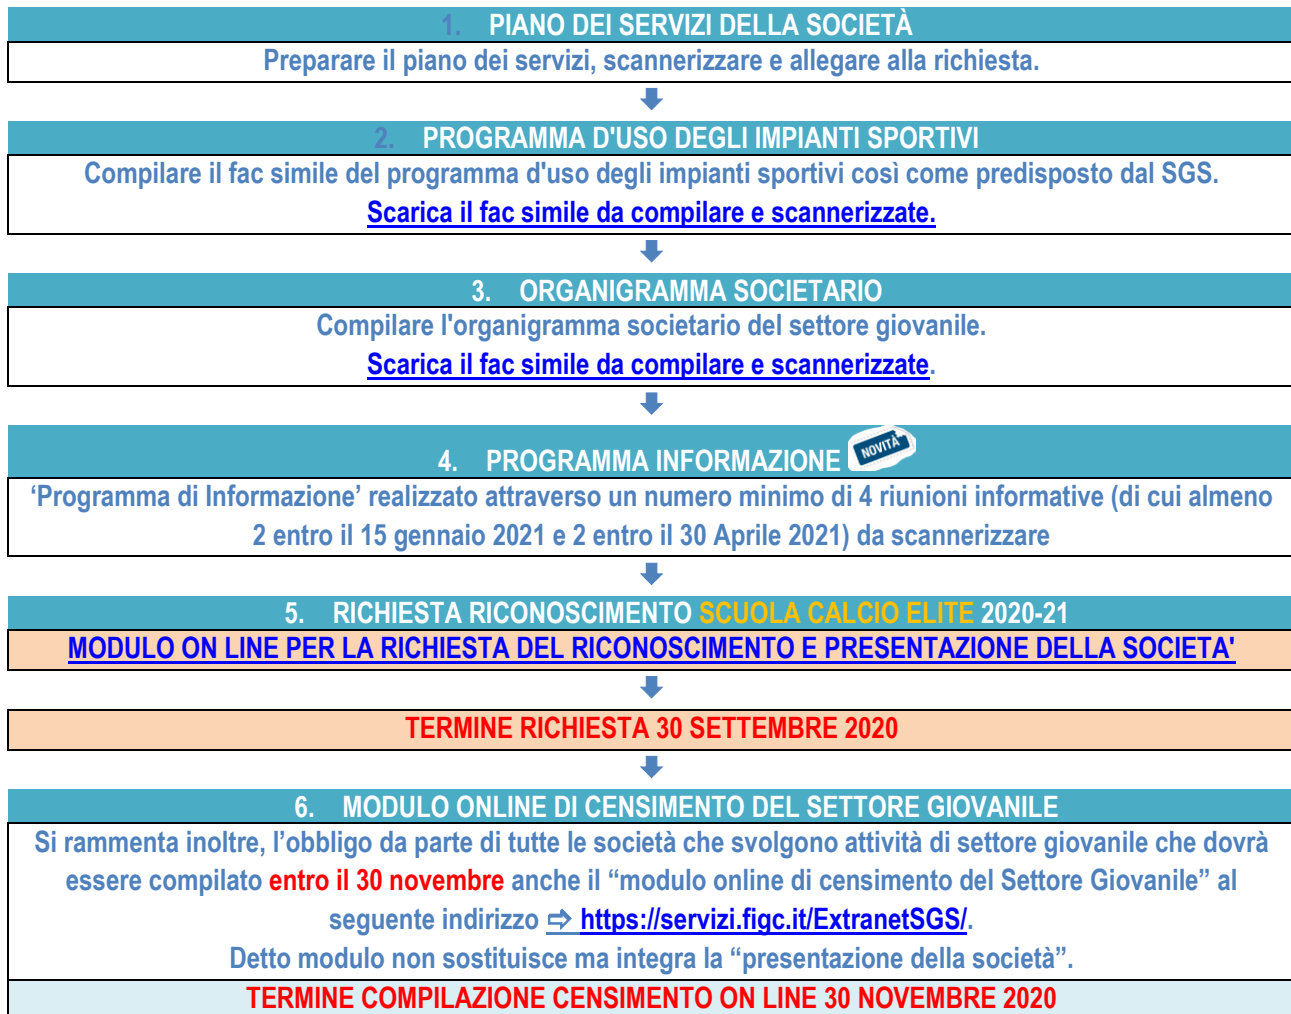 1. PIANO DEI SERVIZI DELLA SOCIETÀ
Preparare il piano dei servizi, scannerizzare e allegare alla richiesta.
2. PROGRAMMA D'USO DEGLI IMPIANTI SPORTIVI
Compilare il fac simile del programma d'uso degli impianti sportivi così come predisposto dal SGS.
Scarica il fac simile da compilare e scannerizzate.
3. ORGANIGRAMMA SOCIETARIO
Compilare l'organigramma societario del settore giovanile.
Scarica il fac simile da compilare e scannerizzate.
4. PROGRAMMA INFORMAZIONE NOVITÀ
‘Programma di Informazione’ realizzato attraverso un numero minimo di 4 riunioni informative (di cui almeno
2 entro il 15 gennaio 2021 e 2 entro il 30 Aprile 2021) da scannerizzare
5. RICHIESTA RICONOSCIMENTO SCUOLA CALCIO ELITE 2020-21
MODULO ON LINE PER LA RICHIESTA DEL RICONOSCIMENTO E PRESENTAZIONE DELLA SOCIETA'
TERMINE RICHIESTA 30 SETTEMBRE 2020
6. MODULO ONLINE DI CENSIMENTO DEL SETTORE GIOVANILE
Si rammenta inoltre, l’obbligo da parte di tutte le società che svolgono attività di settore giovanile che dovrà
essere compilato entro il 30 novembre anche il “modulo online di censimento del Settore Giovanile” al
seguente indirizzo ⇨ https://servizi.figc.it/ExtranetSGS/.
Detto modulo non sostituisce ma integra la “presentazione della società”.
TERMINE COMPILAZIONE CENSIMENTO ON LINE 30 NOVEMBRE 2020